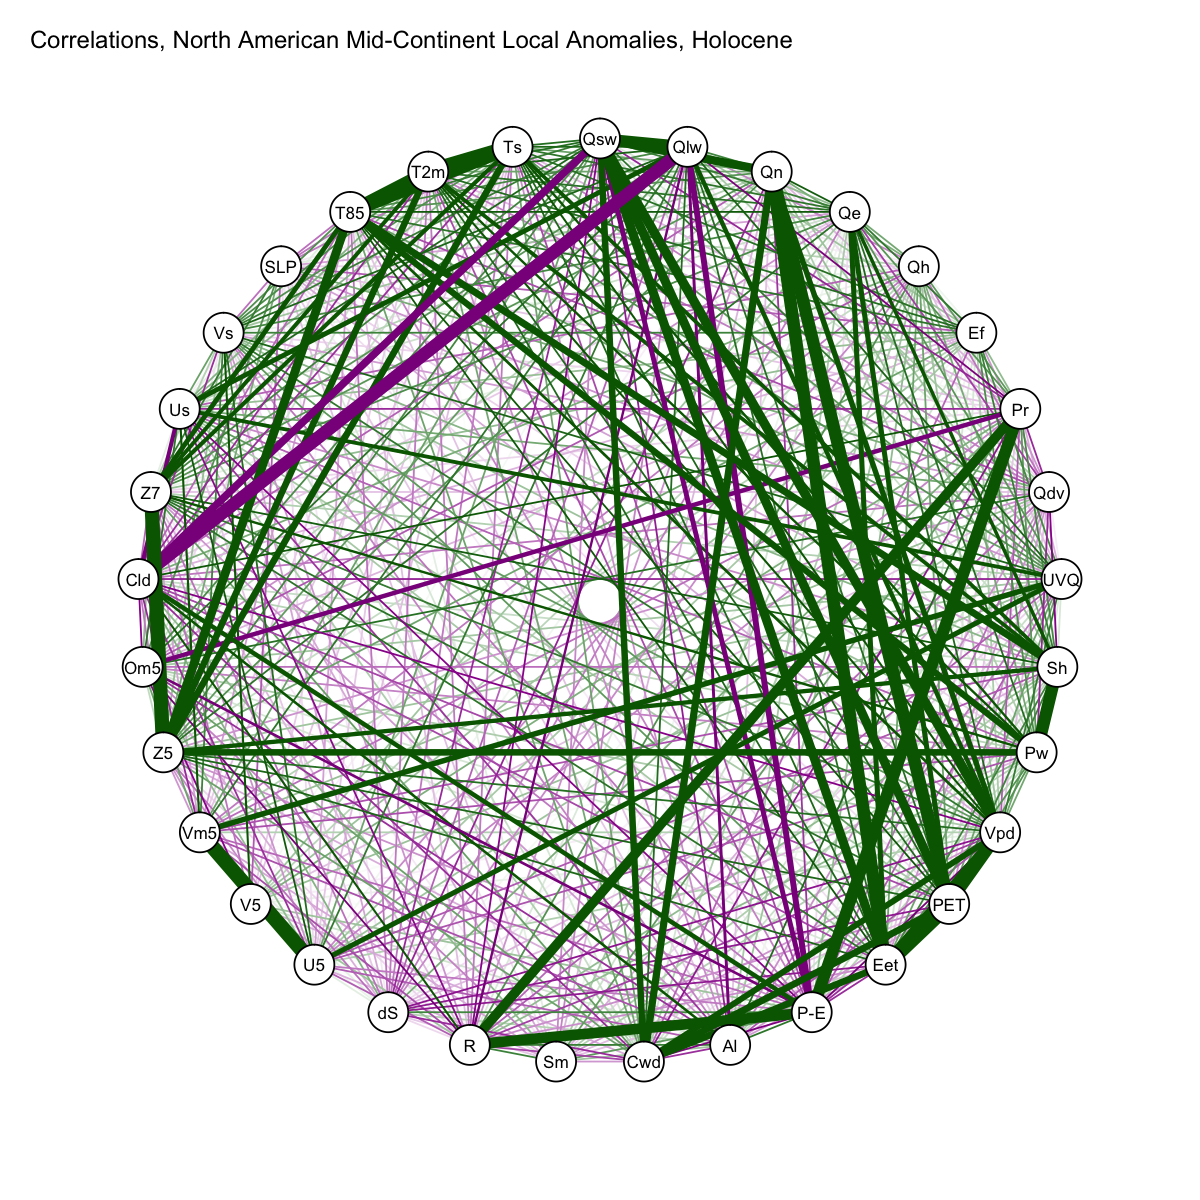 Correlations, North American Mid-Continent Local Anomalies, Holocene
Qsw
Qlw
Qn
Qe
Qh
Ef
Pr
Qdv
UVQ
Sh
Pw
Vpd
PET
Eet
P-E
Al
Cwd
Sm
R
dS
U5
V5
Vm5
Z5
Om5
Cld
Z7
Us
Vs
SLP
T85
T2m
Ts